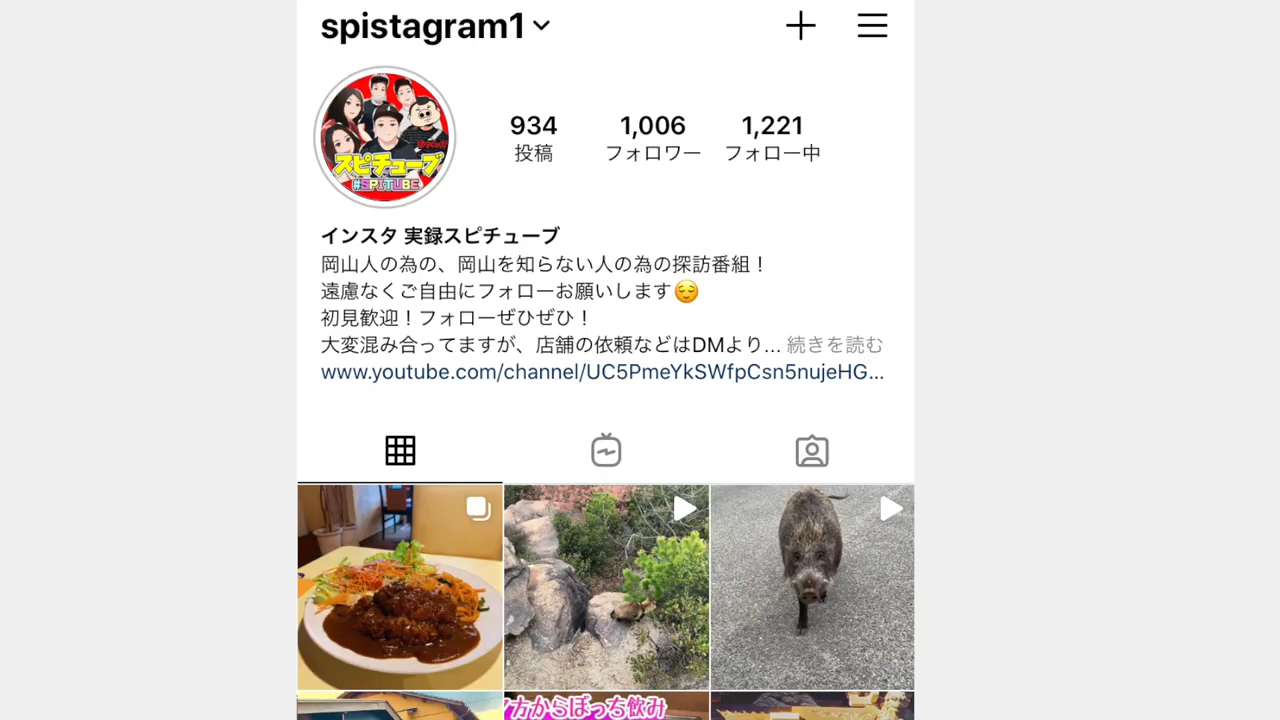 spistagram1
スピチューブ
#SPITUBE
934
投稿
1,006
フォロワー
1,221
フォロー中
インスタ 実録スピチューブ
岡山人の為の、岡山を知らない人の為の探訪番組！
遠慮なくご自由にフォローお願いします😌
初見歓迎！フォローぜひぜひ！
大変混み合ってますが、店舗の依頼などはDMより... 続きを読む
www.youtube.com/channel/UC5PmeYkSWfpCsn5nujeHG...
方からぼっち飲み